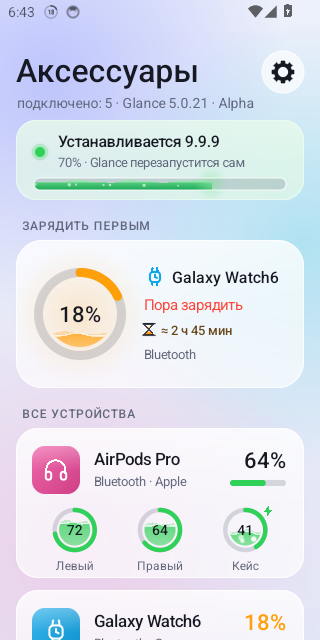 6:43
Аксессуары
подключено: 5 · Glance 5.0.21 · Alpha
Устанавливается 9.9.9
70% · Glance перезапустится сам
ЗАРЯДИТЬ ПЕРВЫМ
18%
Galaxy Watch6
Пора зарядить
≈ 2 ч 45 мин
Bluetooth
ВСЕ УСТРОЙСТВА
AirPods Pro
64%
Bluetooth · Apple
72
64
41
Левый
Правый
Кейс
Galaxy Watch6
18%